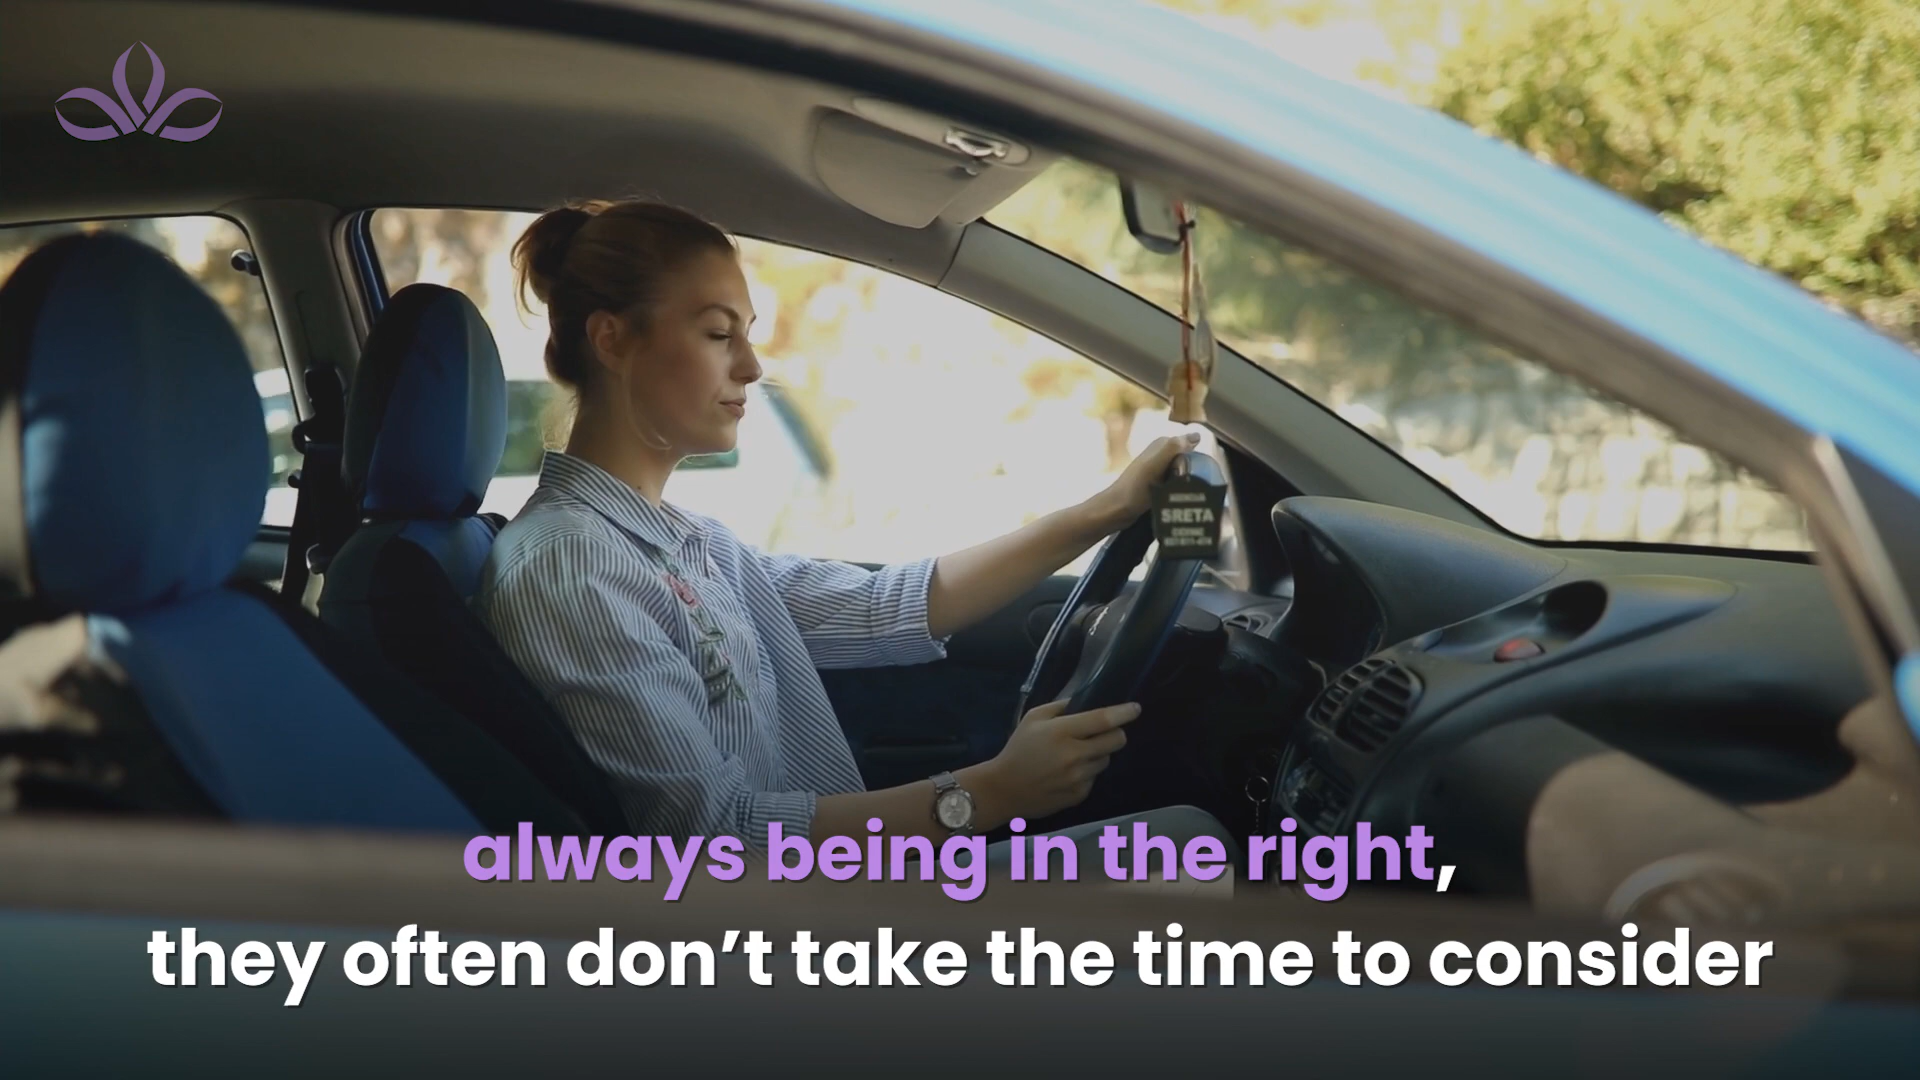 always being in the right,
they often don’t take the time to consider
SRETA